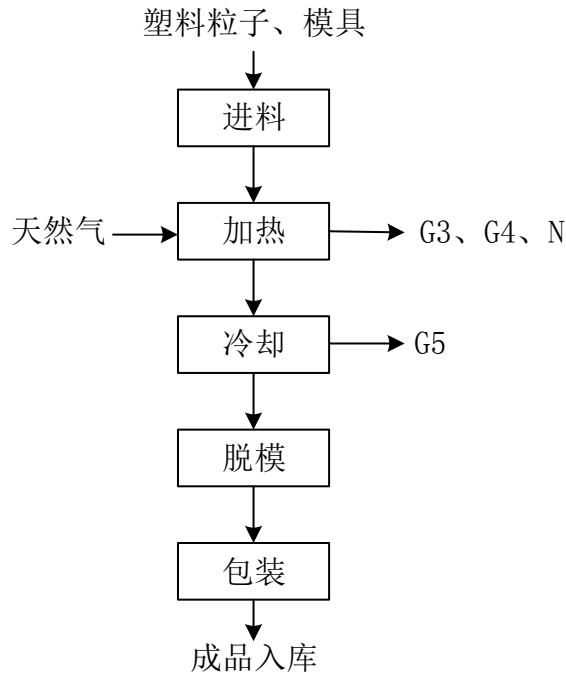 塑料粒子、模具
进料
天然气
加热
G3、G4、N
冷却
G5
脱模
包装
成品入库